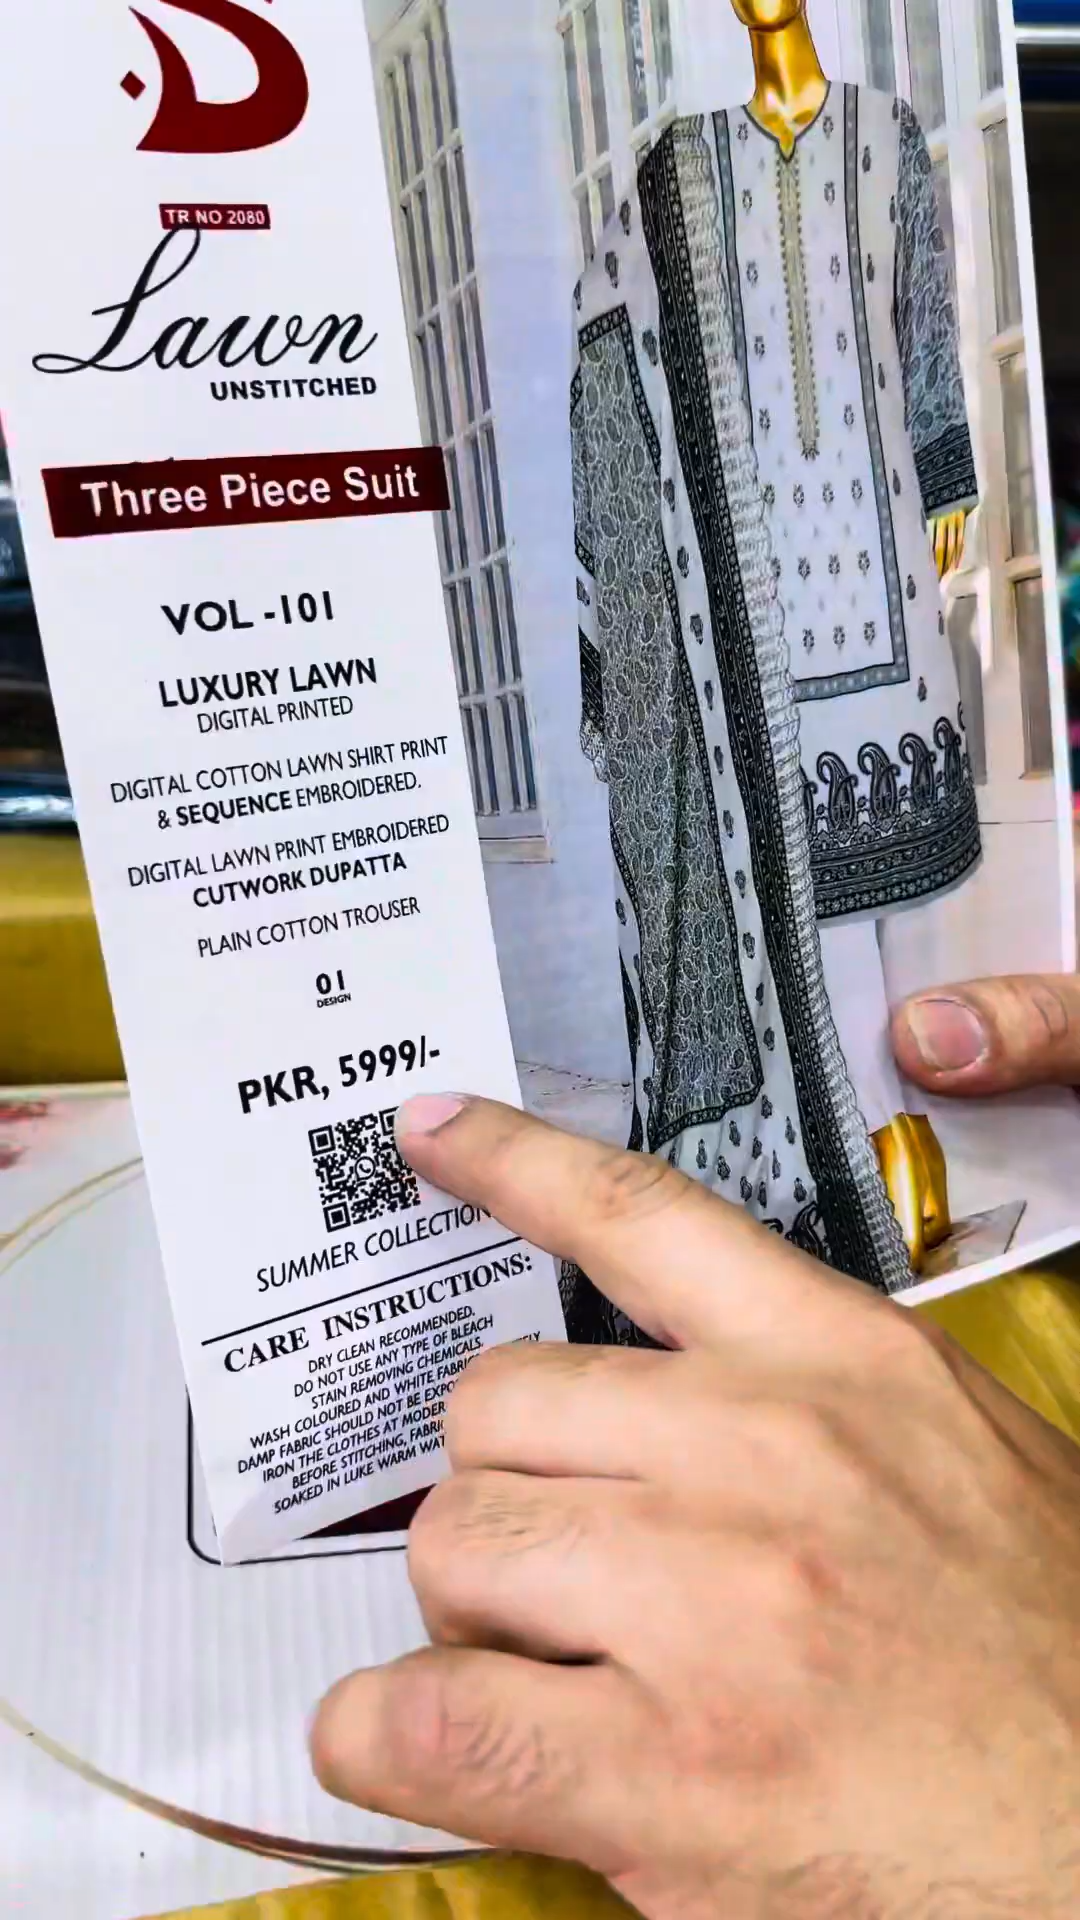 TR NO 2080
Lawn
UNSTITCHED
Three Piece Suit
VOL -101
LUXURY LAWN
DIGITAL PRINTED
DIGITAL COTTON LAWN SHIRT PRINT
& SEQUENCE EMBROIDERED.
DIGITAL LAWN PRINT EMBROIDERED
CUTWORK DUPATTA
PLAIN COTTON TROUSER
01
DESIGN
PKR, 5999/-
SUMMER COLLECTION
CARE INSTRUCTIONS:
DRY CLEAN RECOMMENDED.
DO NOT USE ANY TYPE OF BLEACH
STAIN REMOVING CHEMICALS.
WASH COLOURED AND WHITE FABRIC
DAMP FABRIC SHOULD NOT BE
IRON THE CLOTHES AT
BEFORE STITCHING,
SOAKED IN LUKE WARM